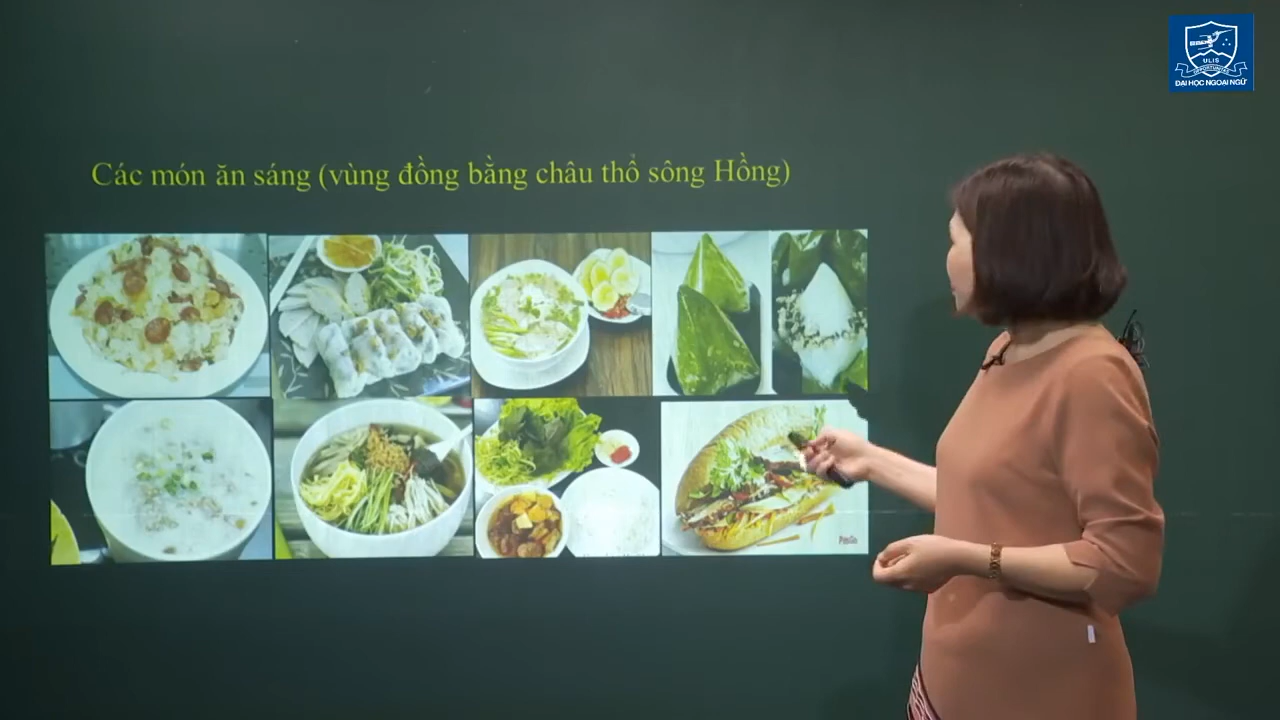 Các món ăn sáng (vùng đồng bằng châu thổ sông Hồng)
ULIS
ĐẠI HỌC NGOẠI NGỮ